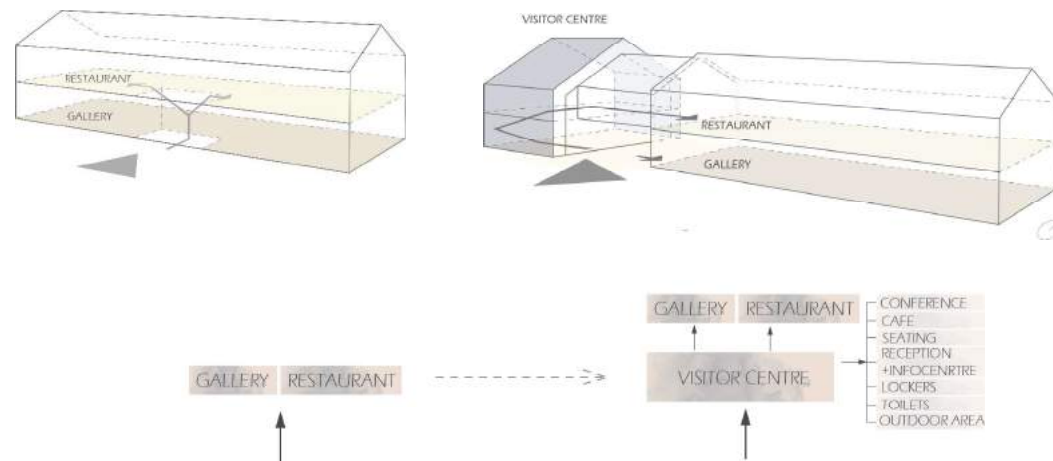 VISITOR CENTRE
RESTAURANT
GALLERY
RESTAURANT
GALLERY
GALLERY
RESTAURANT
GALLERY
RESTAURANT
VISITOR CENTRE
CONFERENCE
CAFE
SEATING
RECEPTION
+INFOCENRTRE
LOCKERS
TOILETS
OUTDOOR AREA